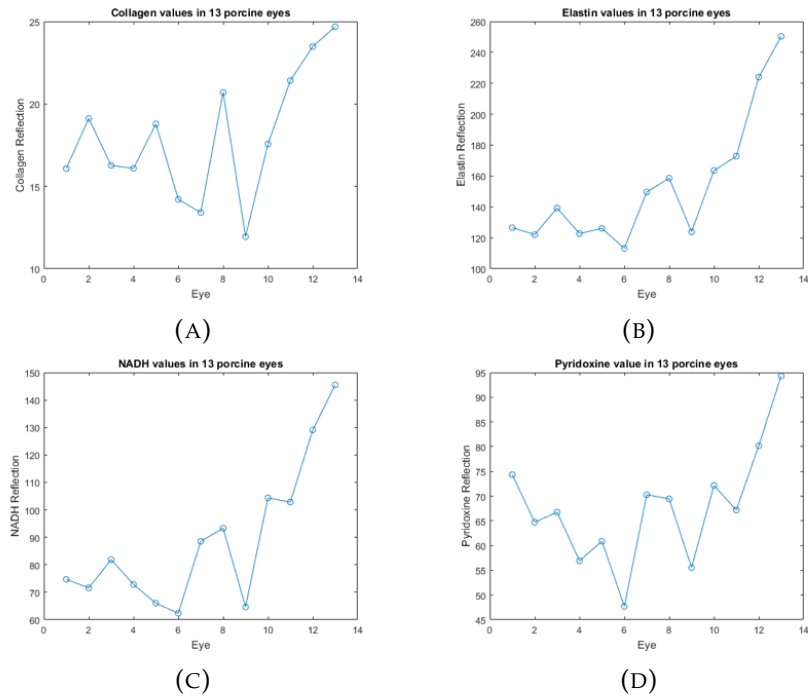 Collagen values in 13 porcine eyes
25
20
15
10
Collagen Reflection
0 2 4 6 8 10 12 14
Eye
(A)
Elastin values in 13 porcine eyes
260
240
220
200
180
160
140
120
100
Elastin Reflection
0 2 4 6 8 10 12 14
Eye
(B)
NADH values in 13 porcine eyes
150
140
130
120
110
100
90
80
70
60
NADH Reflection
0 2 4 6 8 10 12 14
Eye
(C)
Pyridoxine value in 13 porcine eyes
95
90
85
80
75
70
65
60
55
50
45
Pyridoxine Reflection
0 2 4 6 8 10 12 14
Eye
(D)